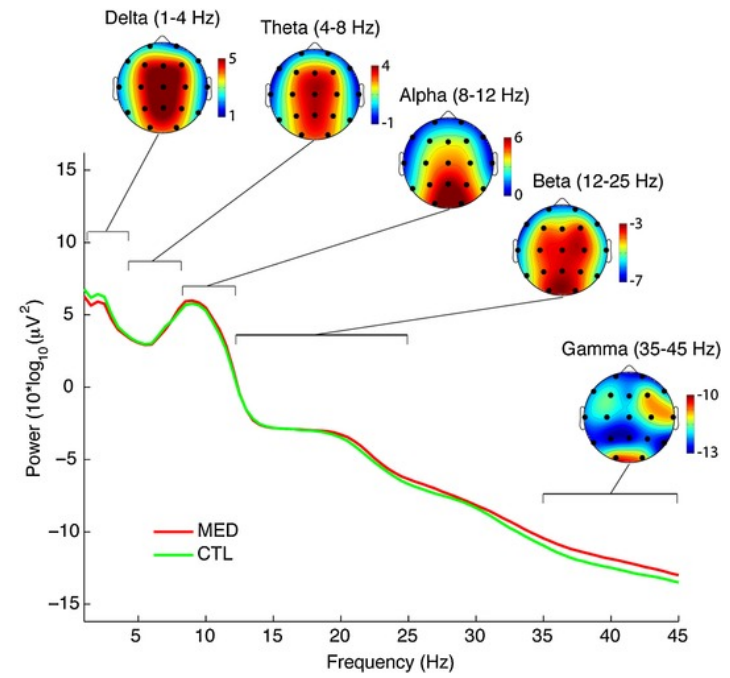 Delta (1-4 Hz)
5
1
Theta (4-8 Hz)
4
-1
Alpha (8-12 Hz)
6
0
Beta (12-25 Hz)
-3
-7
Gamma (35-45 Hz)
-10
-13
Power (10*log10(μV2)
15
10
5
0
−5
−10
−15
MED
CTL
5
10
15
20
25
30
35
40
45
Frequency (Hz)